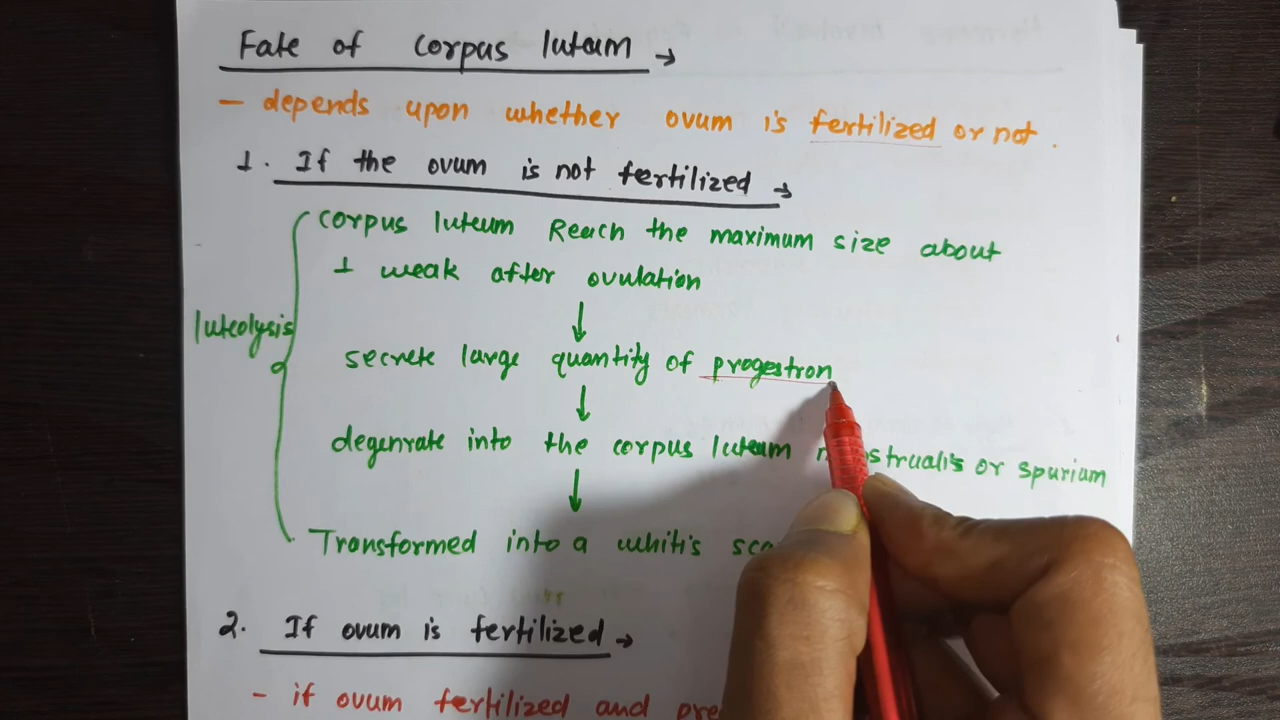 Fate of corpus luteum →
- depends upon whether ovum is fertilized or not.
1. If the ovum is not fertilized →
corpus luteum Reach the maximum size about
1 weak after ovulation
↓
luteolysis
secrete large quantity of progestron
↓
degenrate into the corpus luteum or spurium
↓
Transformed into a whitis
2. If ovum is fertilized →
- if ovum fertilized and